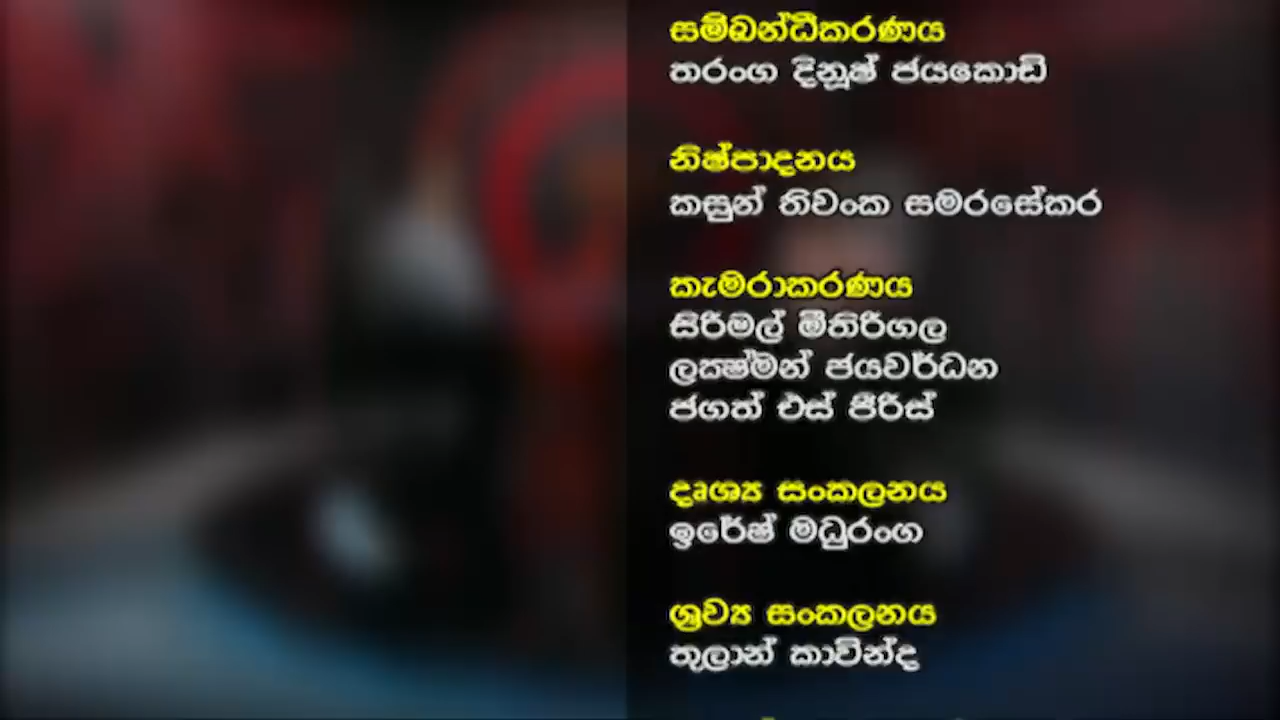 සම්බන්ධීකරණය
තරංග දිනූෂ් ජයකොඩි
නිෂ්පාදනය
කසුන් තිවංක සමරසේකර
කැමරාකරණය
සිරිමල් මීතිරිගල
ලක්‍ෂ්මන් ජයවර්ධන
ජගත් එස් පීරිස්
දෘශ්‍ය සංකලනය
ඉරේෂ් මධුරංග
ශ්‍රව්‍ය සංකලනය
තුලාන් කාවින්ද